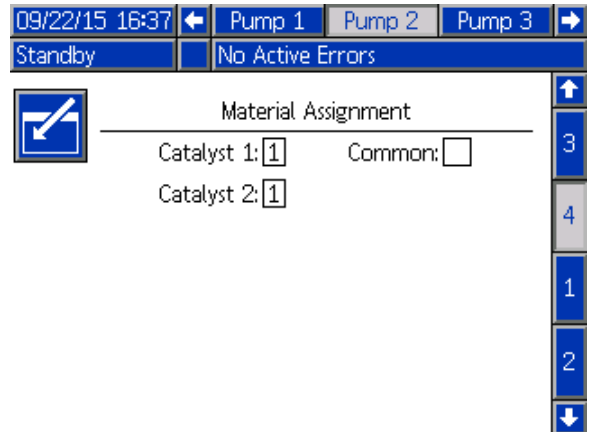 09/22/15 16:37 Pump 1 Pump 2 Pump 3
Standby No Active Errors
Material Assignment
Catalyst 1: 1 Common:
Catalyst 2: 1
3
4
1
2